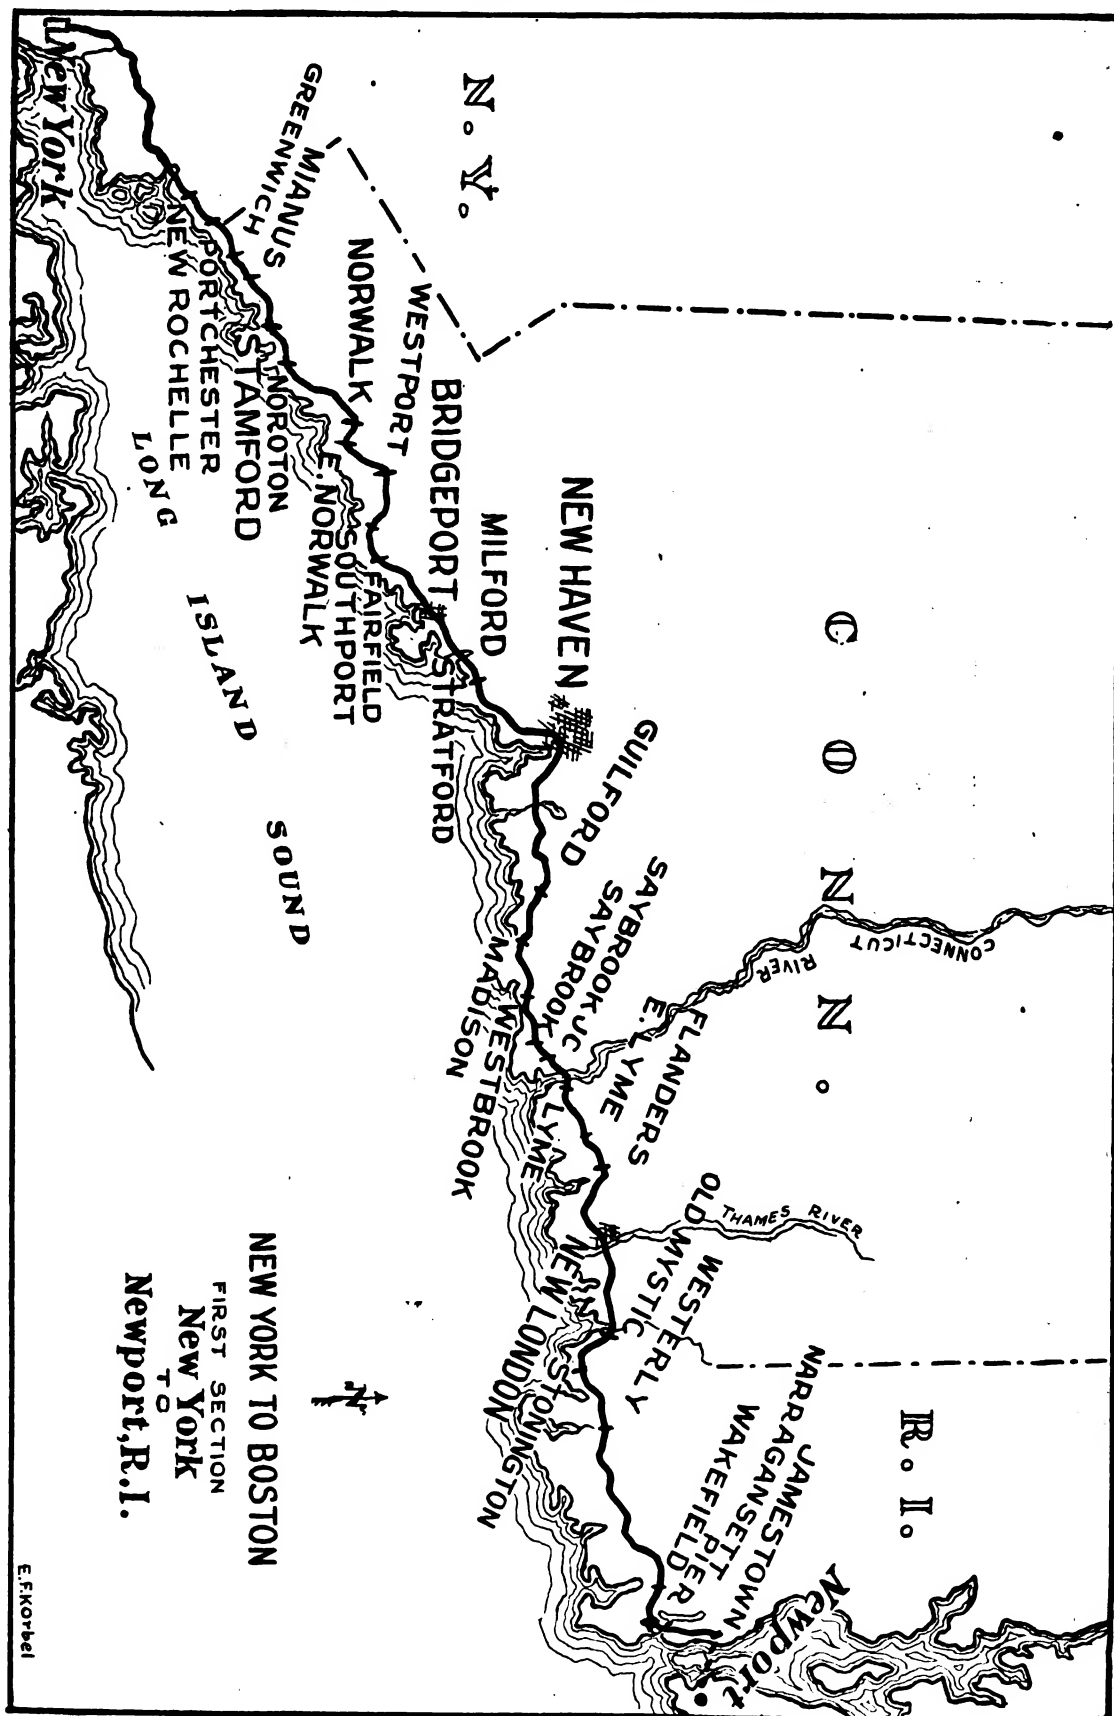 N.Y.
CONN.
R.I.
New York
NEW ROCHELLE
PORTCHESTER
GREENWICH
MIANUS
STAMFORD
NOROTON
NORWALK
E. NORWALK
WESTPORT
SOUTHPORT
FAIRFIELD
BRIDGEPORT
STRATFORD
MILFORD
NEW HAVEN
GUILFORD
MADISON
WESTBROOK
SAYBROOK
SAYBROOK JC
CONNECTICUT
RIVER
LYME
E. LYME
FLANDERS
NEW LONDON
THAMES RIVER
OLD MYSTIC
STONINGTON
WESTERLY
WAKEFIELD
NARRAGANSETT
PIER
JAMESTOWN
Newport
LONG
ISLAND
SOUND
N.
NEW YORK TO BOSTON
FIRST SECTION
New York
TO
Newport, R.I.
E.F.Korbel